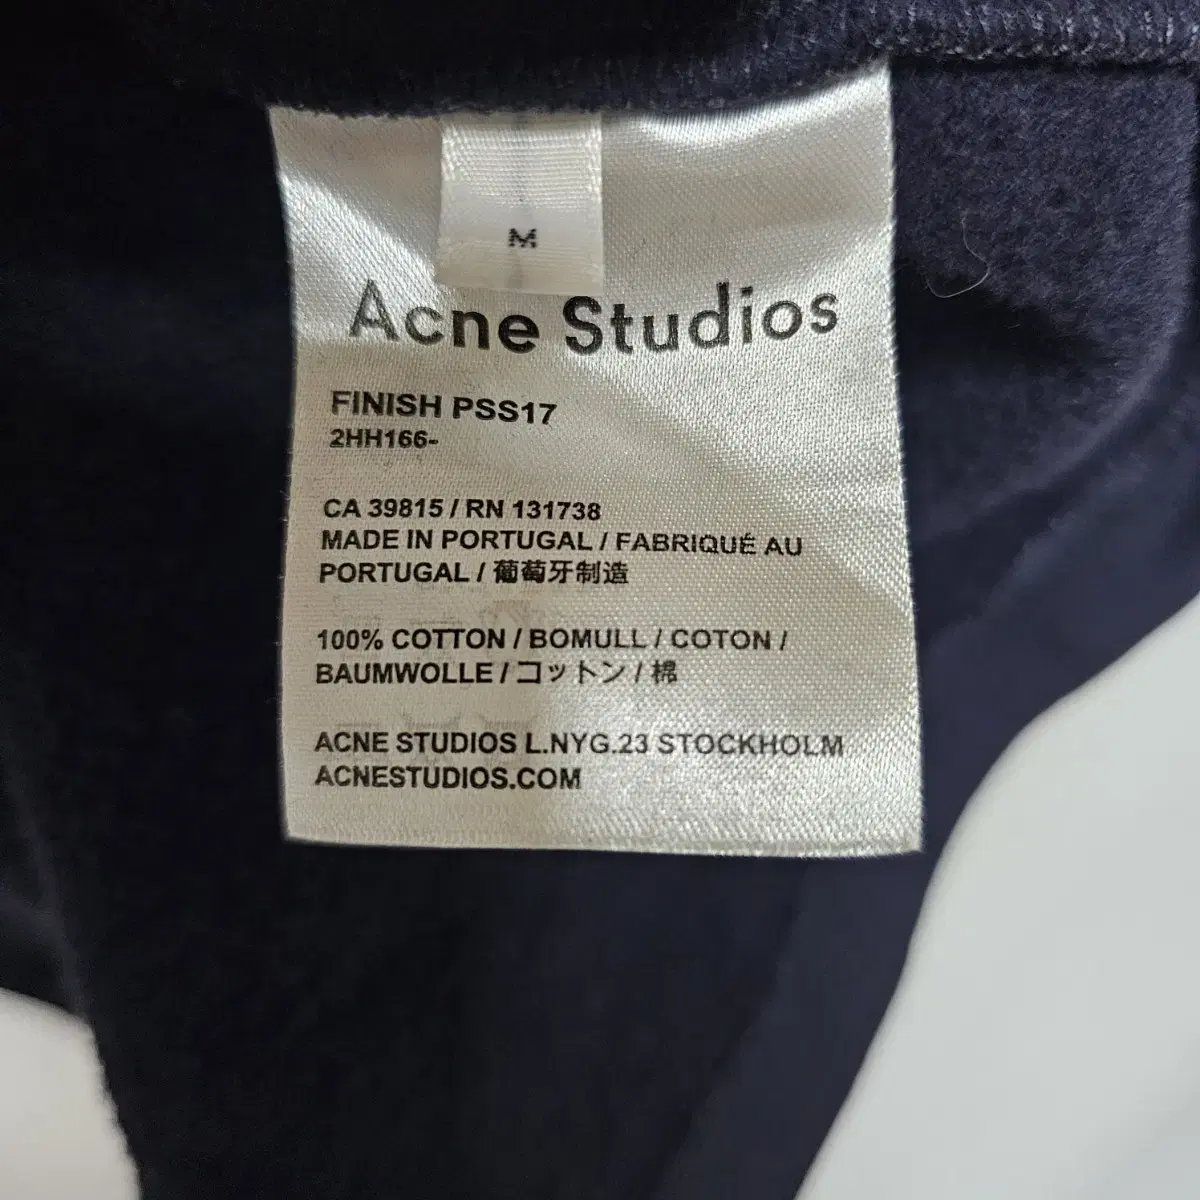 M
Acne Studios
FINISH PSS17
2HH166-
CA 39815 / RN 131738
MADE IN PORTUGAL / FABRIQUÉ AU
PORTUGAL / 葡萄牙制造
100% COTTON / BOMULL / COTON /
BAUMWOLLE / コットン / 棉
ACNE STUDIOS L.NYG.23 STOCKHOLM
ACNESTUDIOS.COM